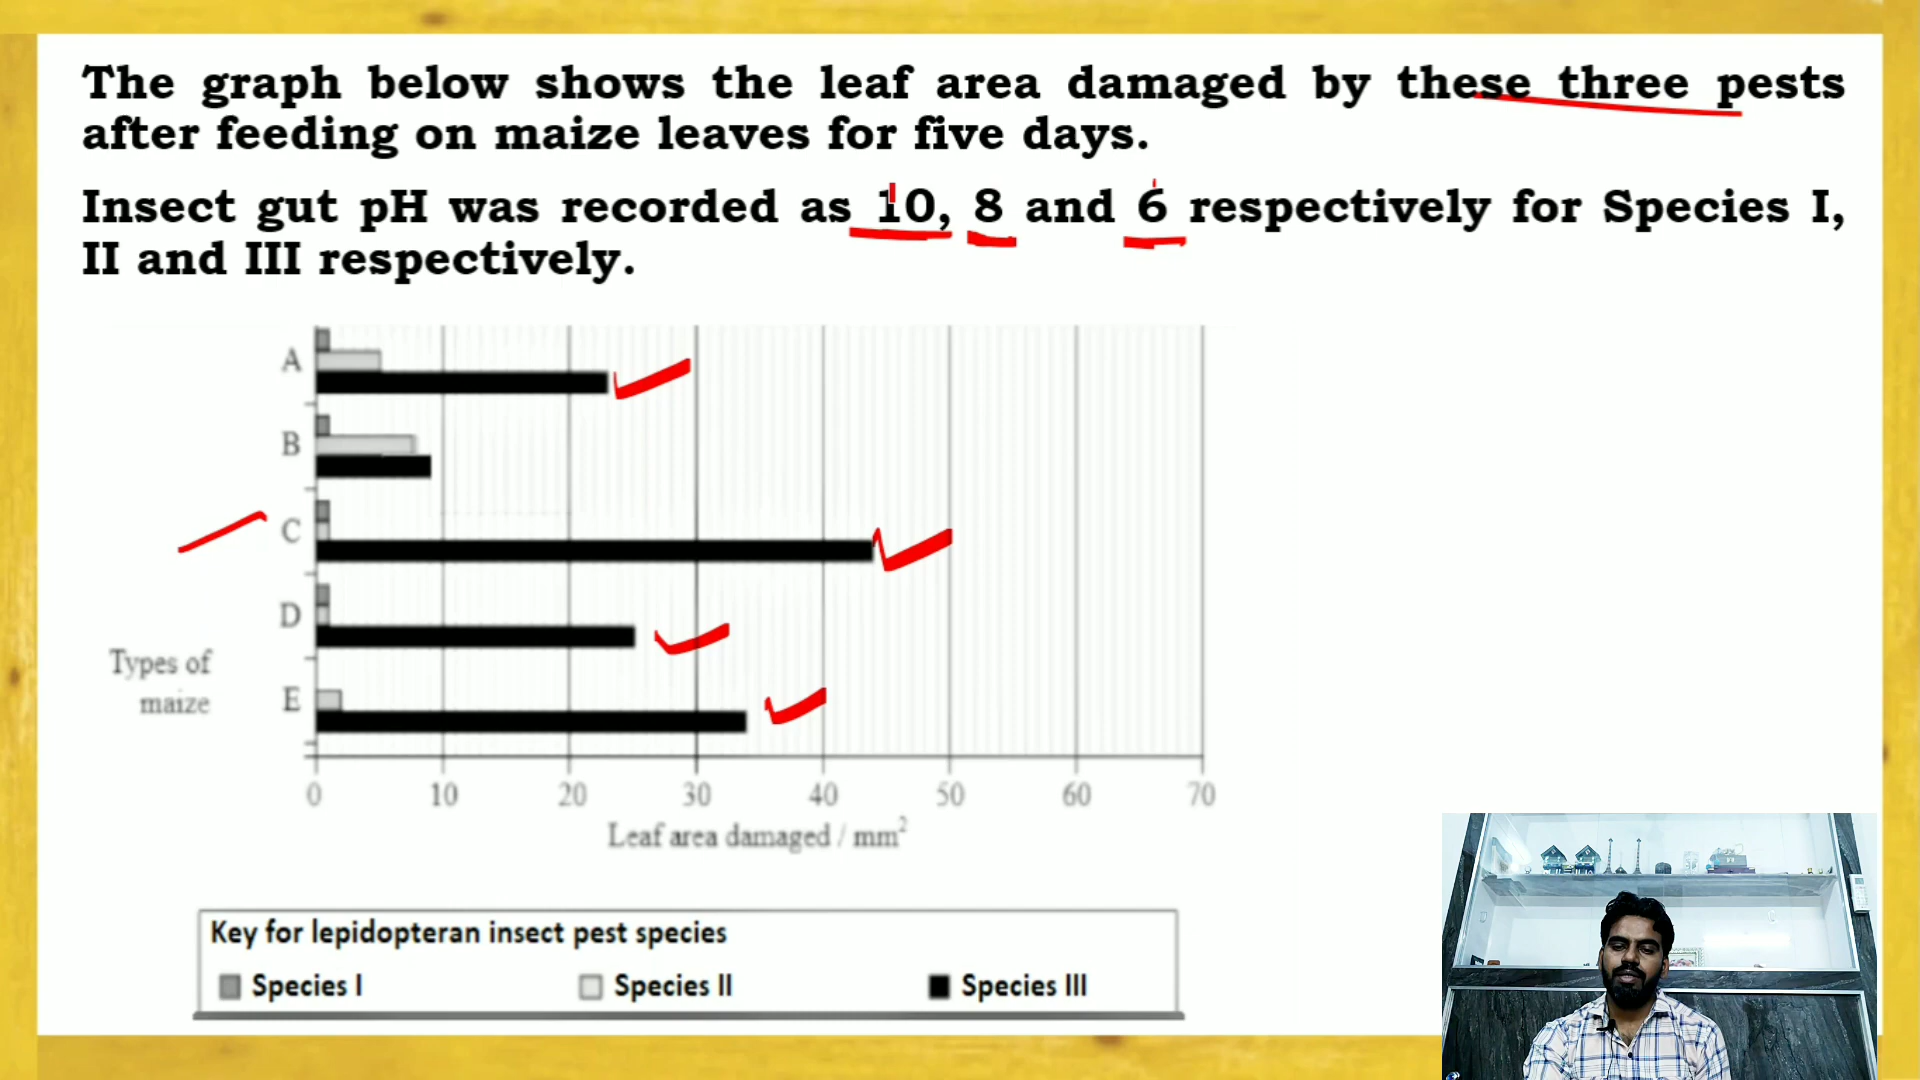 The graph below shows the leaf area damaged by these three pests
after feeding on maize leaves for five days.
Insect gut pH was recorded as 10, 8 and 6 respectively for Species I,
II and III respectively.
A
B
C
D
E
Types of
maize
0 10 20 30 40 50 60 70
Leaf area damaged / mm²
Key for lepidopteran insect pest species
Species I Species II Species III